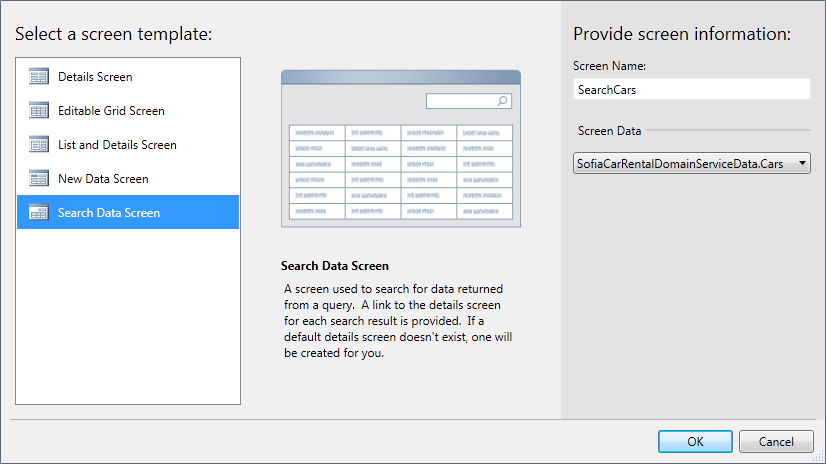 Select a screen template:
Details Screen
Editable Grid Screen
List and Details Screen
New Data Screen
Search Data Screen
Search Data Screen
A screen used to search for data returned
from a query.  A link to the details screen
for each search result is provided.  If a
default details screen doesn't exist, one will
be created for you.
Provide screen information:
Screen Name:
SearchCars
Screen Data
SofiaCarRentalDomainServiceData.Cars
OK
Cancel